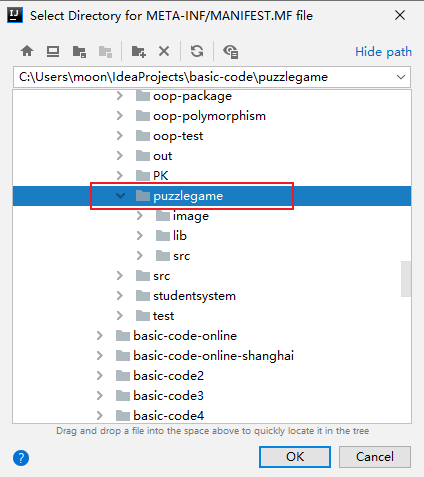 Select Directory for META-INF/MANIFEST.MF file
Hide path
C:\Users\moon\IdeaProjects\basic-code\puzzlegame
oop-package
oop-polymorphism
oop-test
out
PK
puzzlegame
image
lib
src
src
studentsystem
test
basic-code-online
basic-code-online-shanghai
basic-code2
basic-code3
basic-code4
Drag and drop a file into the space above to quickly locate it in the tree
? OK Cancel